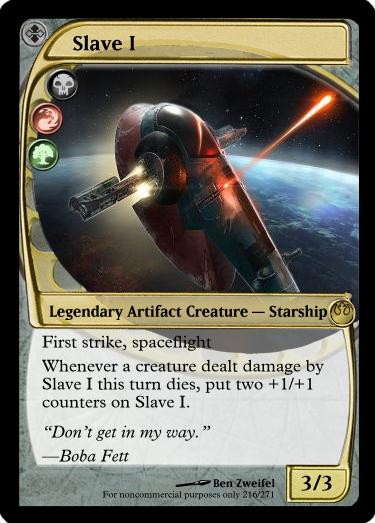 Slave I
Legendary Artifact Creature — Starship
First strike, spaceflight
Whenever a creature dealt damage by
Slave I this turn dies, put two +1/+1
counters on Slave I.
“Don't get in my way.”
—Boba Fett
Ben Zweifel
For noncommercial purposes only 216/271
3/3